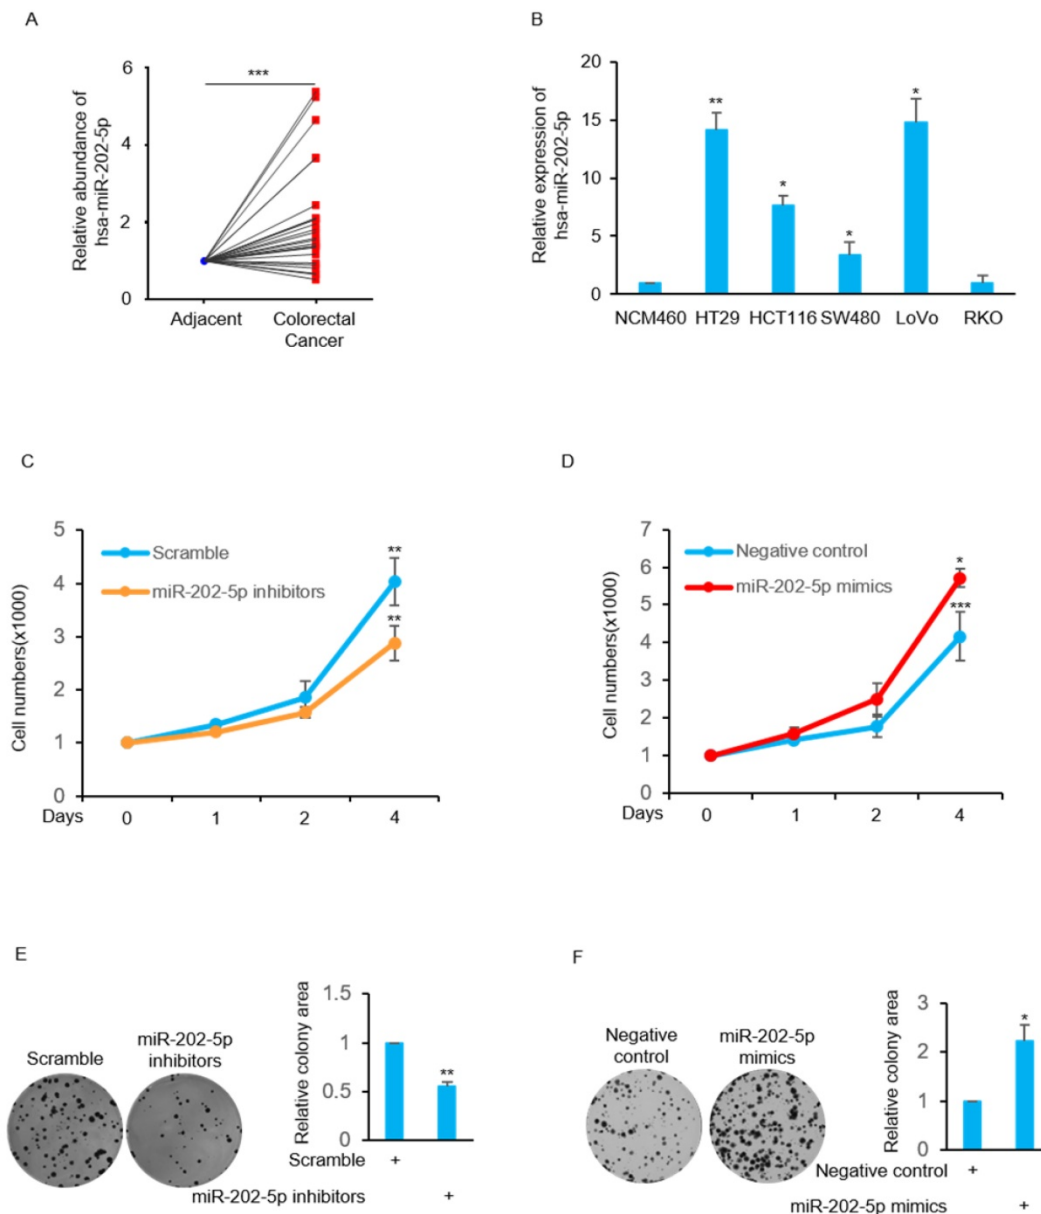 A
Relative abundance of
hsa-miR-202-5p
6
4
2
0
***
Adjacent
Colorectal
Cancer
B
Relative expression of
hsa-miR-202-5p
20
15
10
5
0
**
*
*
*
NCM460 HT29 HCT116 SW480 LoVo RKO
C
Cell numbers(x1000)
5
4
3
2
1
0
Scramble
miR-202-5p inhibitors
**
**
Days 0 1 2 4
D
Cell numbers(x1000)
7
6
5
4
3
2
1
0
Negative control
miR-202-5p mimics
*
***
Days 0 1 2 4
E
Scramble
miR-202-5p
inhibitors
Relative colony area
1.5
1
0.5
0
**
Scramble +
miR-202-5p inhibitors +
F
Negative
control
miR-202-5p
mimics
Relative colony area
3
2
1
0
*
Negative control +
miR-202-5p mimics +